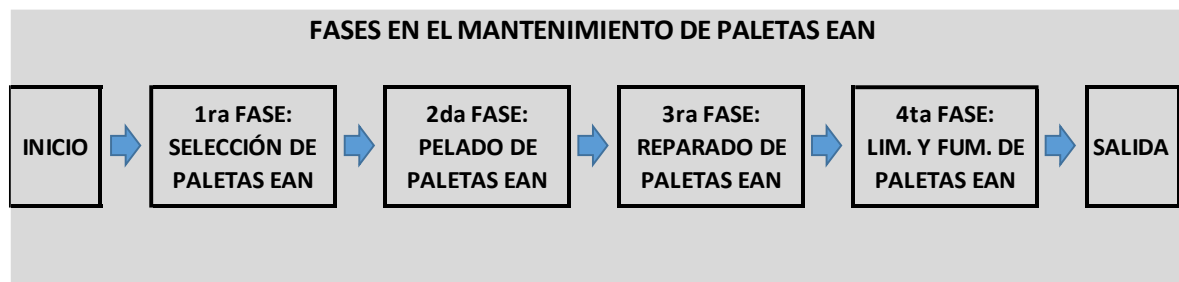 FASES EN EL MANTENIMIENTO DE PALETAS EAN
INICIO
1ra FASE:
SELECCIÓN DE
PALETAS EAN
2da FASE:
PELADO DE
PALETAS EAN
3ra FASE:
REPARADO DE
PALETAS EAN
4ta FASE:
LIM. Y FUM. DE
PALETAS EAN
SALIDA